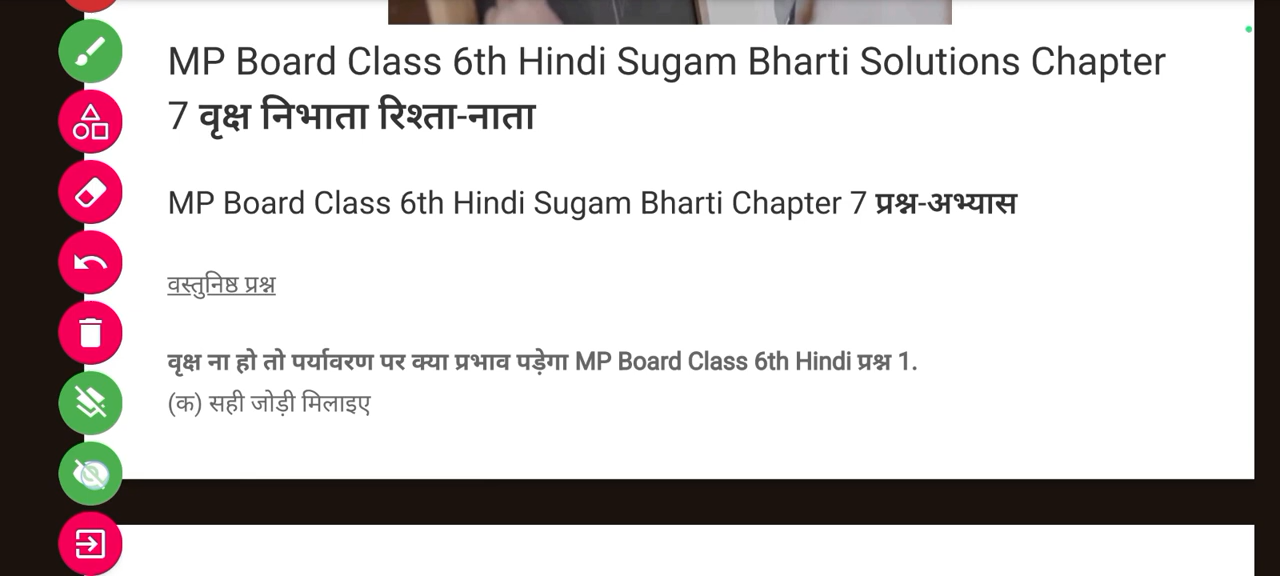 MP Board Class 6th Hindi Sugam Bharti Solutions Chapter
7 वृक्ष निभाता रिश्ता-नाता
MP Board Class 6th Hindi Sugam Bharti Chapter 7 प्रश्न-अभ्यास
वस्तुनिष्ठ प्रश्न
वृक्ष ना हो तो पर्यावरण पर क्या प्रभाव पड़ेगा MP Board Class 6th Hindi प्रश्न 1.
(क) सही जोड़ी मिलाइए